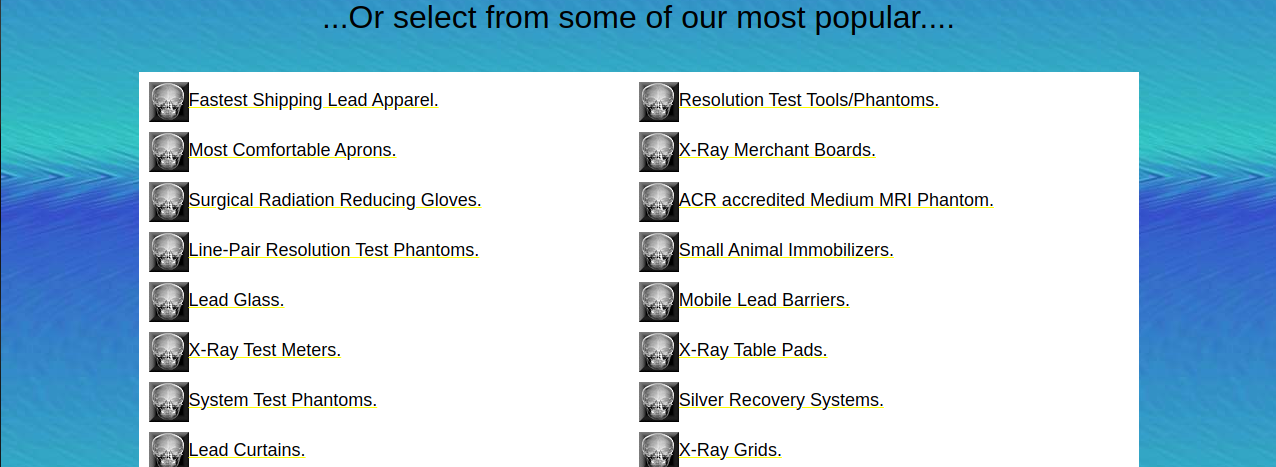 ...Or select from some of our most popular....
Fastest Shipping Lead Apparel.
Most Comfortable Aprons.
Surgical Radiation Reducing Gloves.
Line-Pair Resolution Test Phantoms.
Lead Glass.
X-Ray Test Meters.
System Test Phantoms.
Lead Curtains.
Resolution Test Tools/Phantoms.
X-Ray Merchant Boards.
ACR accredited Medium MRI Phantom.
Small Animal Immobilizers.
Mobile Lead Barriers.
X-Ray Table Pads.
Silver Recovery Systems.
X-Ray Grids.